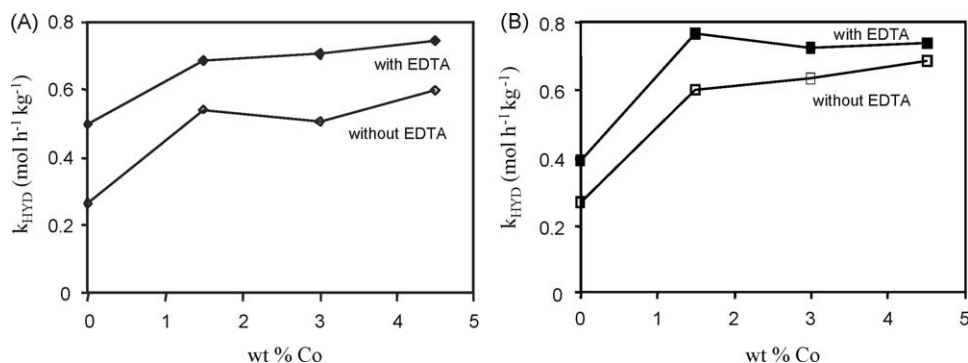 (A)
0.8
0.6
0.4
0.2
0
k_HYD (mol h⁻¹ kg⁻¹)
with EDTA
without EDTA
0 1 2 3 4 5
wt % Co
(B)
0.8
0.6
0.4
0.2
0
k_HYD (mol h⁻¹ kg⁻¹)
with EDTA
without EDTA
0 1 2 3 4 5
wt % Co